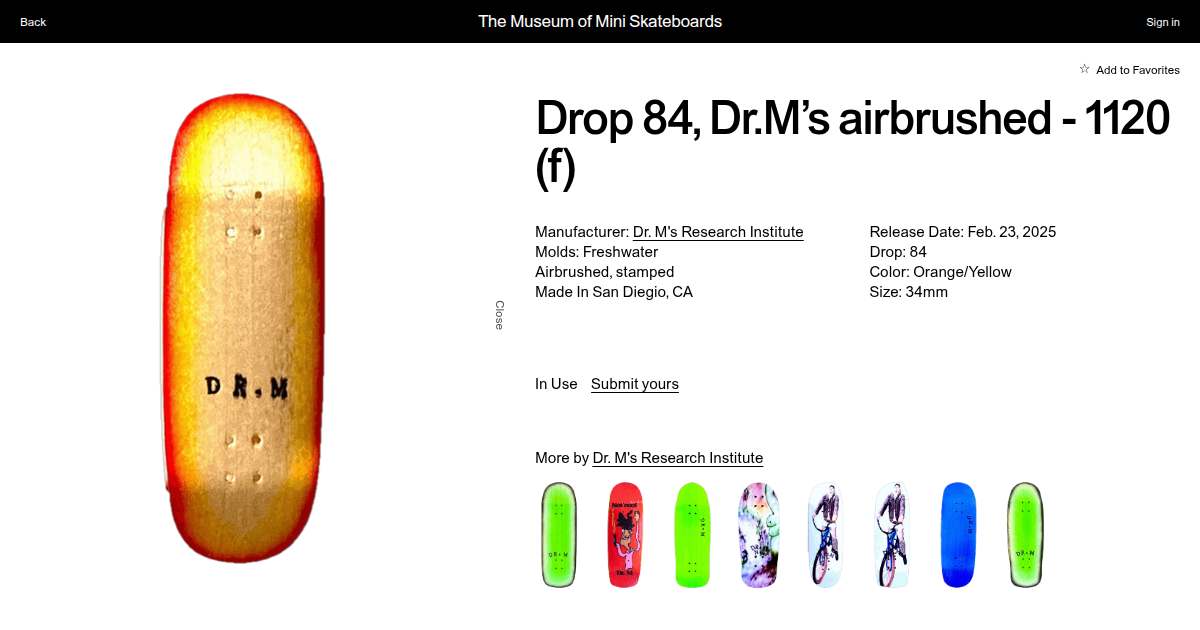 Back
The Museum of Mini Skateboards
Sign in
☆ Add to Favorites
Drop 84, Dr.M’s airbrushed - 1120
(f)
Manufacturer: Dr. M's Research Institute
Molds: Freshwater
Airbrushed, stamped
Made In San Diegio, CA
Release Date: Feb. 23, 2025
Drop: 84
Color: Orange/Yellow
Size: 34mm
Close
DR.M
In Use Submit yours
More by Dr. M's Research Institute